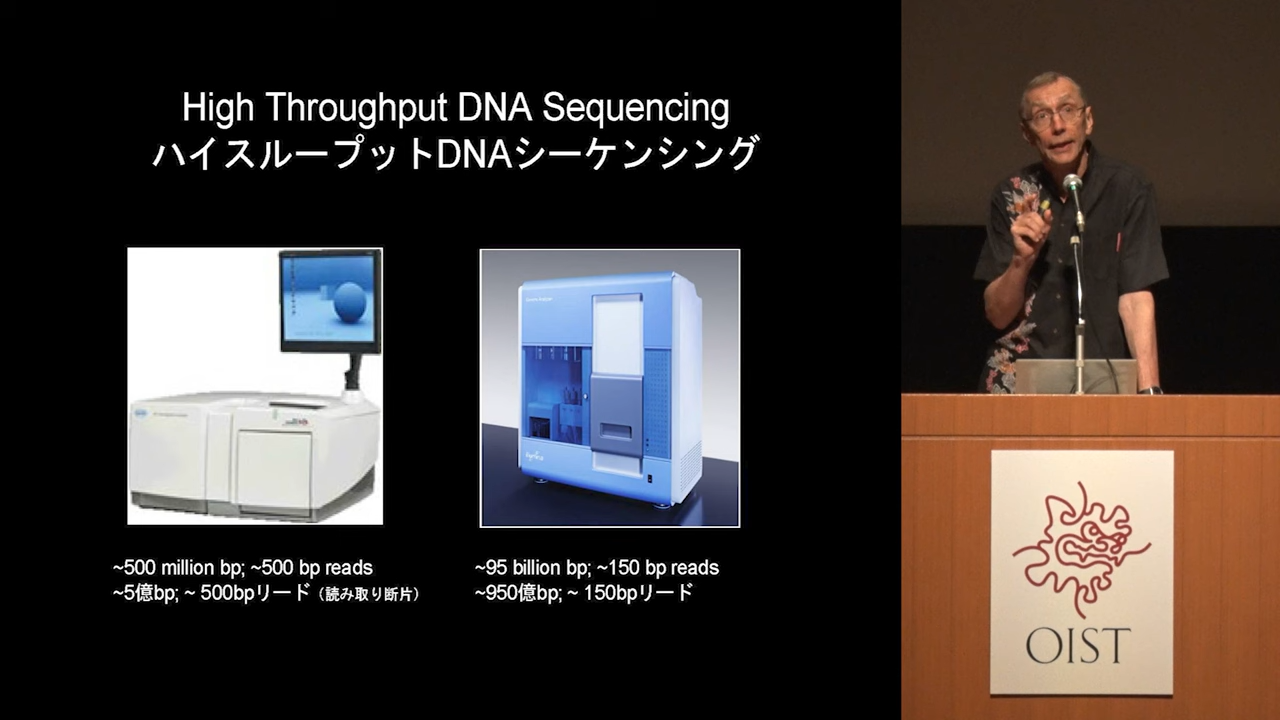 High Throughput DNA Sequencing
ハイスループットDNAシーケンシング
~500 million bp; ~500 bp reads
~5億bp; ~ 500bpリード（読み取り断片）
~95 billion bp; ~150 bp reads
~950億bp; ~ 150bpリード
OIST